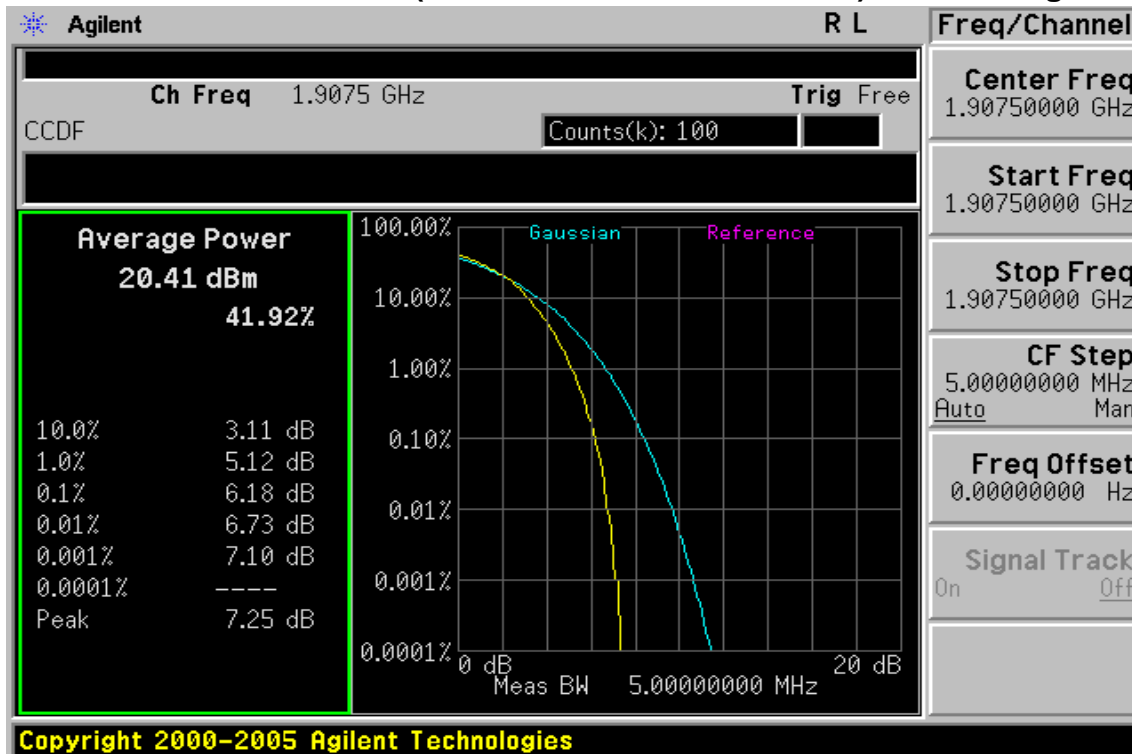 Agilent R L
Freq/Channel
Ch Freq 1.9075 GHz Trig Free
CCDF Counts(k): 100
Average Power
20.41 dBm
41.92%
10.0% 3.11 dB
1.0% 5.12 dB
0.1% 6.18 dB
0.01% 6.73 dB
0.001% 7.10 dB
0.0001% ----
Peak 7.25 dB
Gaussian Reference
100.00%
10.00%
1.00%
0.10%
0.01%
0.001%
0.0001%
0 dB 20 dB
Meas BW 5.00000000 MHz
Center Freq
1.90750000 GHz
Start Freq
1.90750000 GHz
Stop Freq
1.90750000 GHz
CF Step
5.00000000 MHz
Auto Man
Freq Offset
0.00000000 Hz
Signal Track
On Off
Copyright 2000-2005 Agilent Technologies